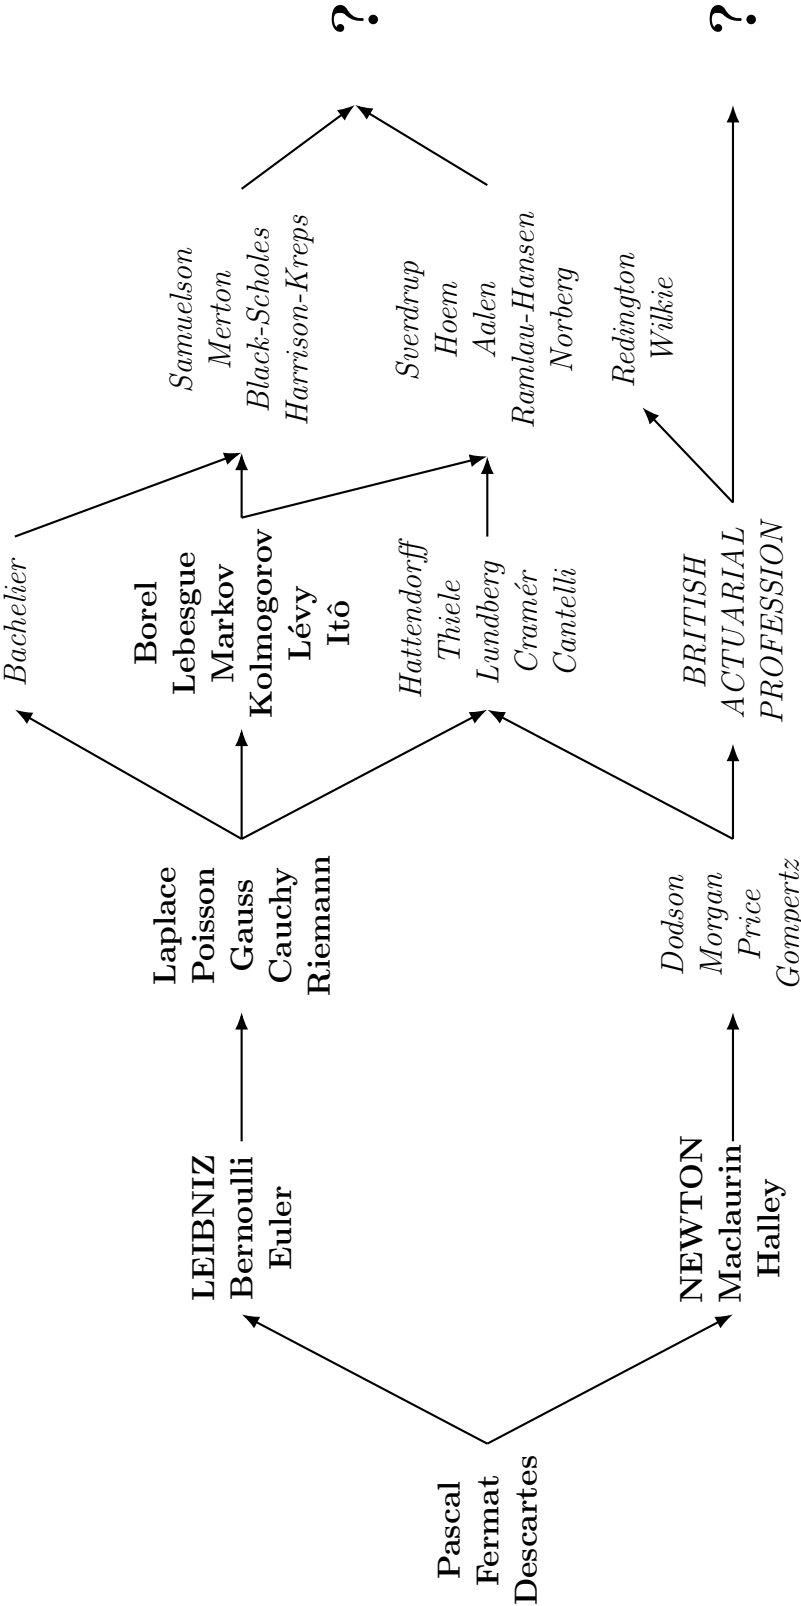 Pascal
Fermat
Descartes
LEIBNIZ
Bernoulli
Euler
NEWTON
Maclaurin
Halley
Laplace
Poisson
Gauss
Cauchy
Riemann
Dodson
Morgan
Price
Gompertz
Bachelier
Borel
Lebesgue
Markov
Kolmogorov
Lévy
Itô
Hattendorff
Thiele
Lundberg
Cramér
Cantelli
BRITISH
ACTUARIAL
PROFESSION
Samuelson
Merton
Black-Scholes
Harrison-Kreps
Sverdrup
Hoem
Aalen
Ramlau-Hansen
Norberg
Redington
Wilkie
?
?